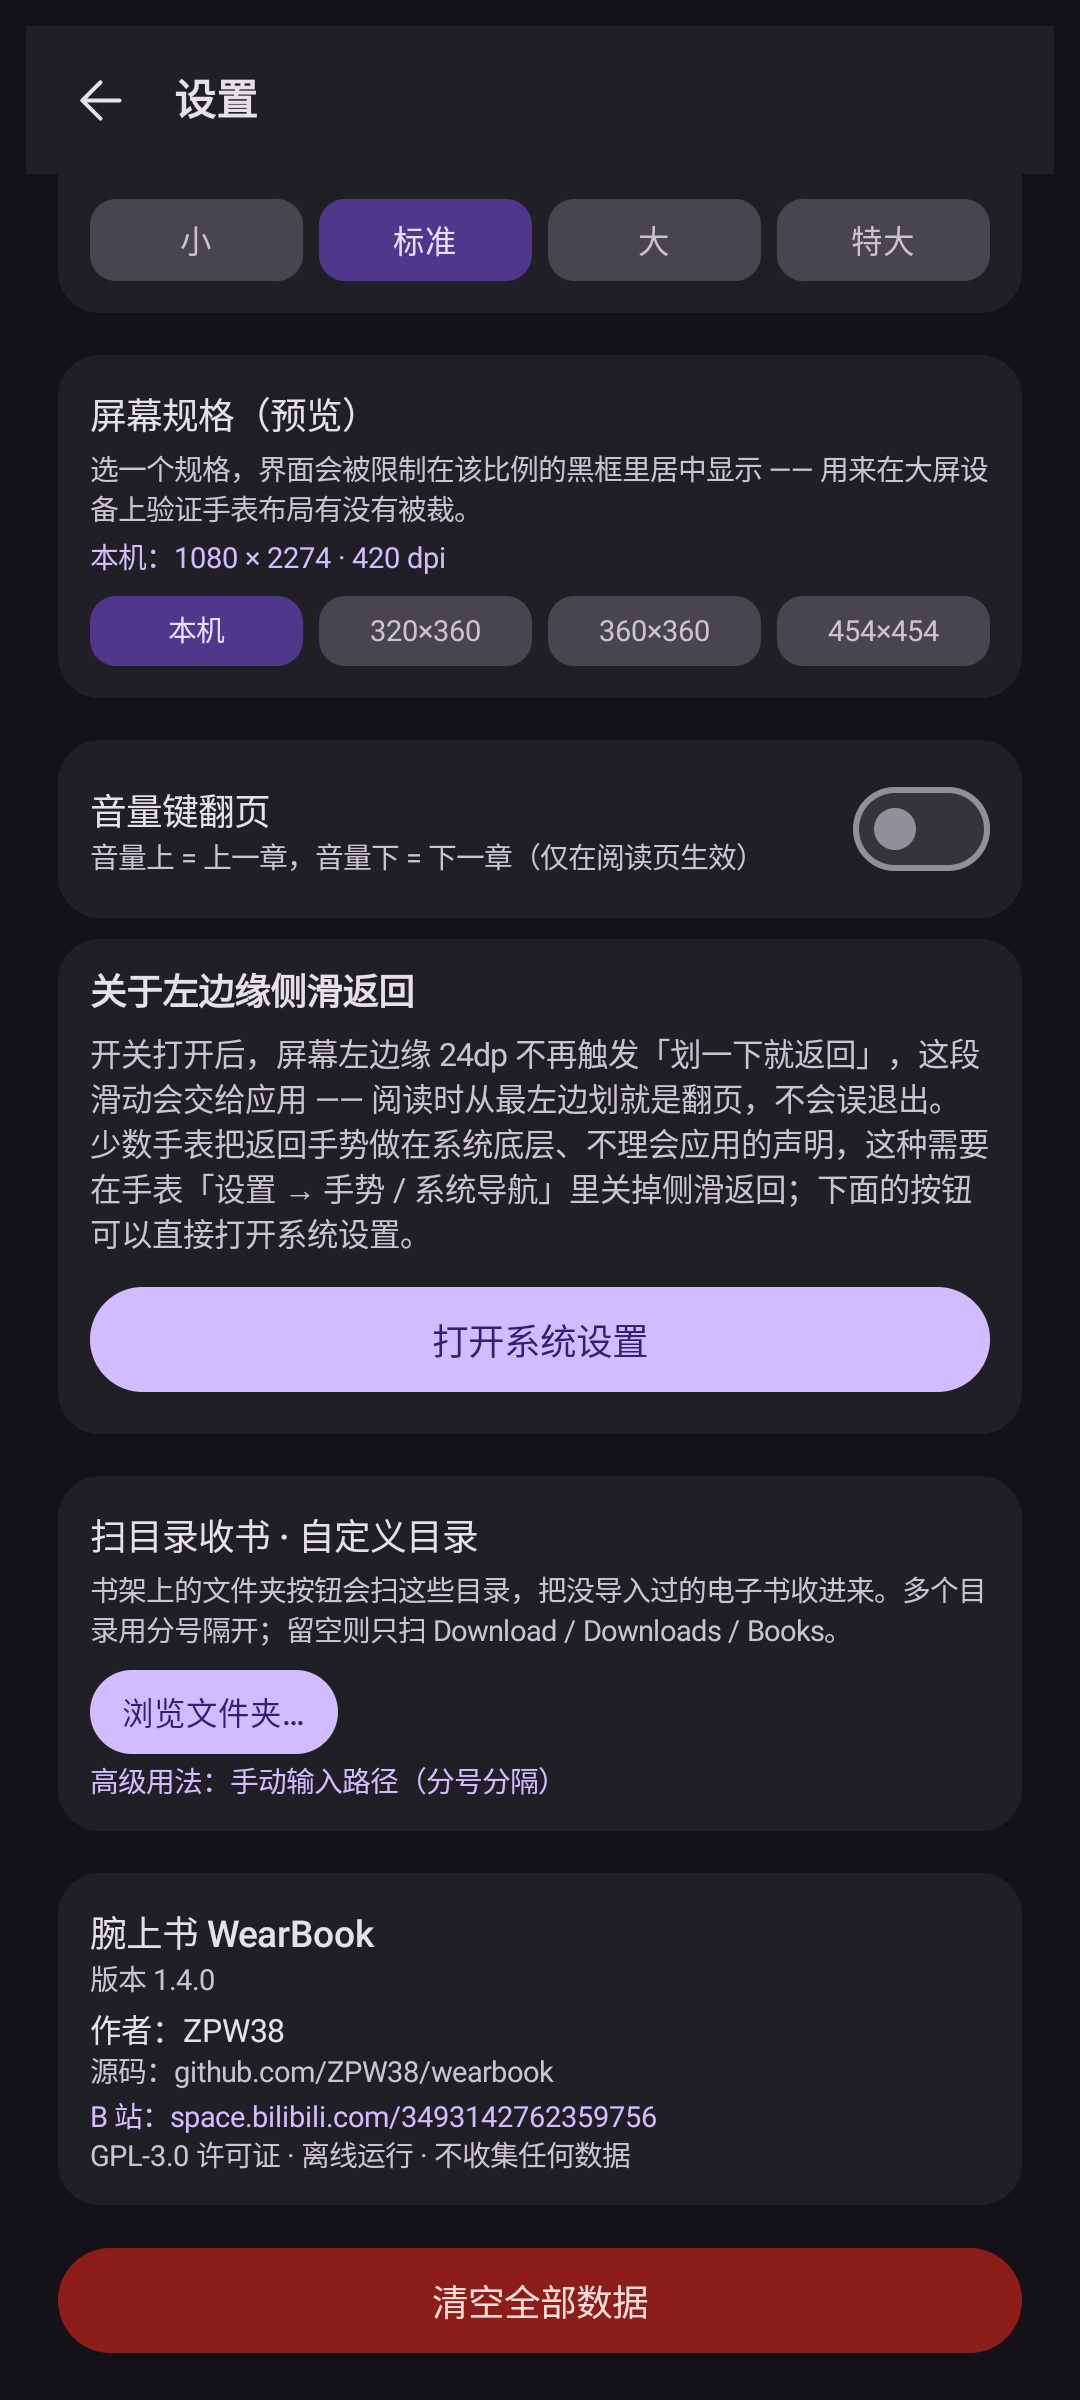 设置
小
标准
大
特大
屏幕规格（预览）
选一个规格，界面会被限制在该比例的黑框里居中显示 —— 用来在大屏设
备上验证手表布局有没有被裁。
本机：1080 × 2274 · 420 dpi
本机
320×360
360×360
454×454
音量键翻页
音量上 = 上一章，音量下 = 下一章（仅在阅读页生效）
关于左边缘侧滑返回
开关打开后，屏幕左边缘 24dp 不再触发「划一下就返回」，这段
滑动会交给应用 —— 阅读时从最左边划就是翻页，不会误退出。
少数手表把返回手势做在系统底层、不理会应用的声明，这种需要
在手表「设置 → 手势 / 系统导航」里关掉侧滑返回；下面的按钮
可以直接打开系统设置。
打开系统设置
扫目录收书 · 自定义目录
书架上的文件夹按钮会扫这些目录，把没导入过的电子书收进来。多个目
录用分号隔开；留空则只扫 Download / Downloads / Books。
浏览文件夹...
高级用法：手动输入路径（分号分隔）
腕上书 WearBook
版本 1.4.0
作者：ZPW38
源码：github.com/ZPW38/wearbook
B 站：space.bilibili.com/3493142762359756
GPL-3.0 许可证 · 离线运行 · 不收集任何数据
清空全部数据